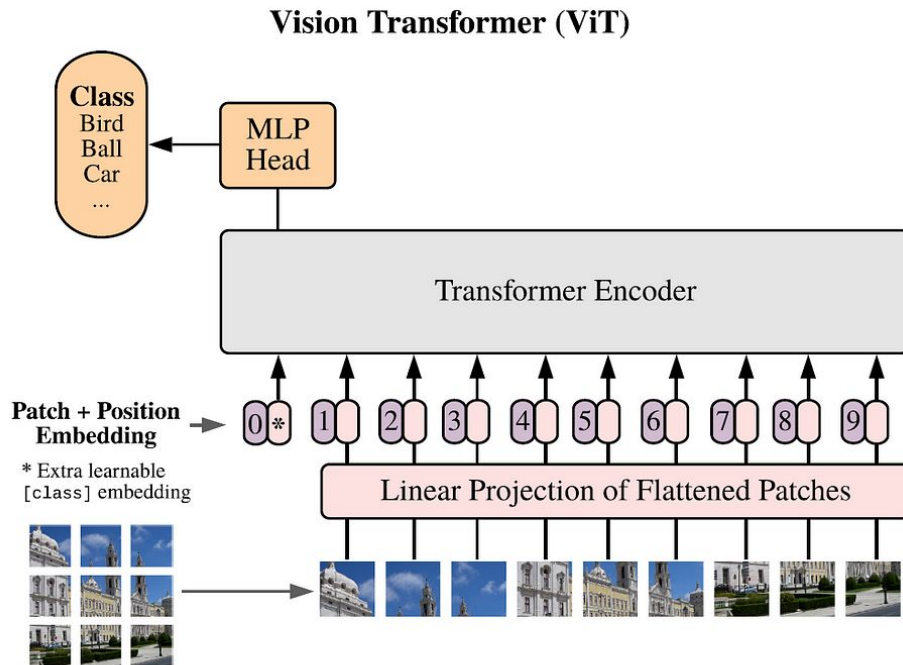 Vision Transformer (ViT)
Class
Bird
Ball
Car
...
MLP
Head
Transformer Encoder
Patch + Position
Embedding
0 * 1 2 3 4 5 6 7 8 9
* Extra learnable
[class] embedding
Linear Projection of Flattened Patches